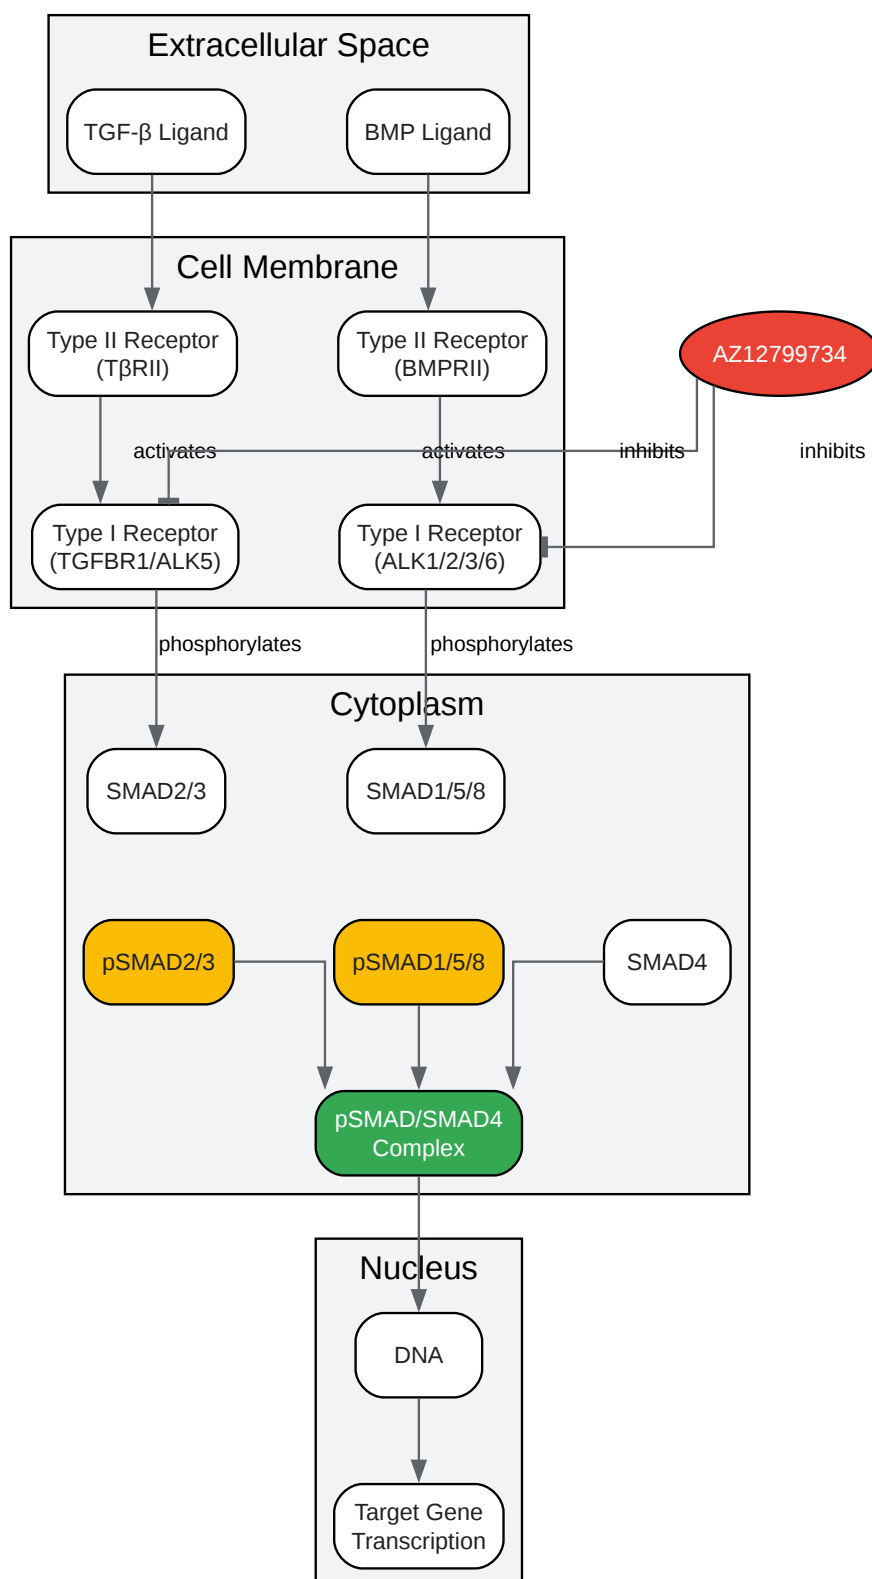 Extracellular Space
TGF-β Ligand
BMP Ligand
Cell Membrane
Type II Receptor
(TβRII)
Type II Receptor
(BMPRII)
AZ12799734
activates
activates
inhibits
inhibits
Type I Receptor
(TGFBR1/ALK5)
Type I Receptor
(ALK1/2/3/6)
phosphorylates
phosphorylates
Cytoplasm
SMAD2/3
SMAD1/5/8
pSMAD2/3
pSMAD1/5/8
SMAD4
pSMAD/SMAD4
Complex
Nucleus
DNA
Target Gene
Transcription